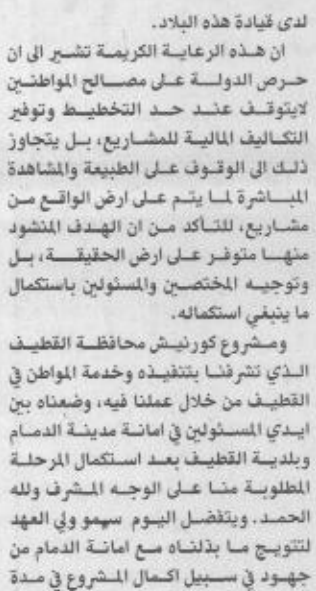 لدى قيادة هذه البلاد.
ان هذه الرعاية الكريمة تشير الى ان
حرص الدولة على مصالح المواطنين
لايتوقف عند حد التخطيط وتوفير
التكاليف المالية للمشاريع، بل يتجاوز
ذلك الى الوقوف على الطبيعة والمشاهدة
المباشرة لما يتم على ارض الواقع من
مشاريع، للتأكد من ان الهدف المنشود
منها متوفر على ارض الحقيقة، بل
وتوجيه المختصين والمسئولين باستكمال
ما ينبغي استكماله.
ومشروع كورنيش محافظة القطيف
الذي تشرفنا بتنفيذه وخدمة المواطن في
القطيف من خلال عملنا فيه، وضعناه بين
ايدي المسئولين في امانة مدينة الدمام
وبلدية القطيف بعد استكمال المرحلة
المطلوبة منا على الوجه المشرف ولله
الحمد. ويتفضل اليوم سمو ولي العهد
لتتويج ما بذلناه مع امانة الدمام من
جهود في سبيل اكمال المشروع في مدة